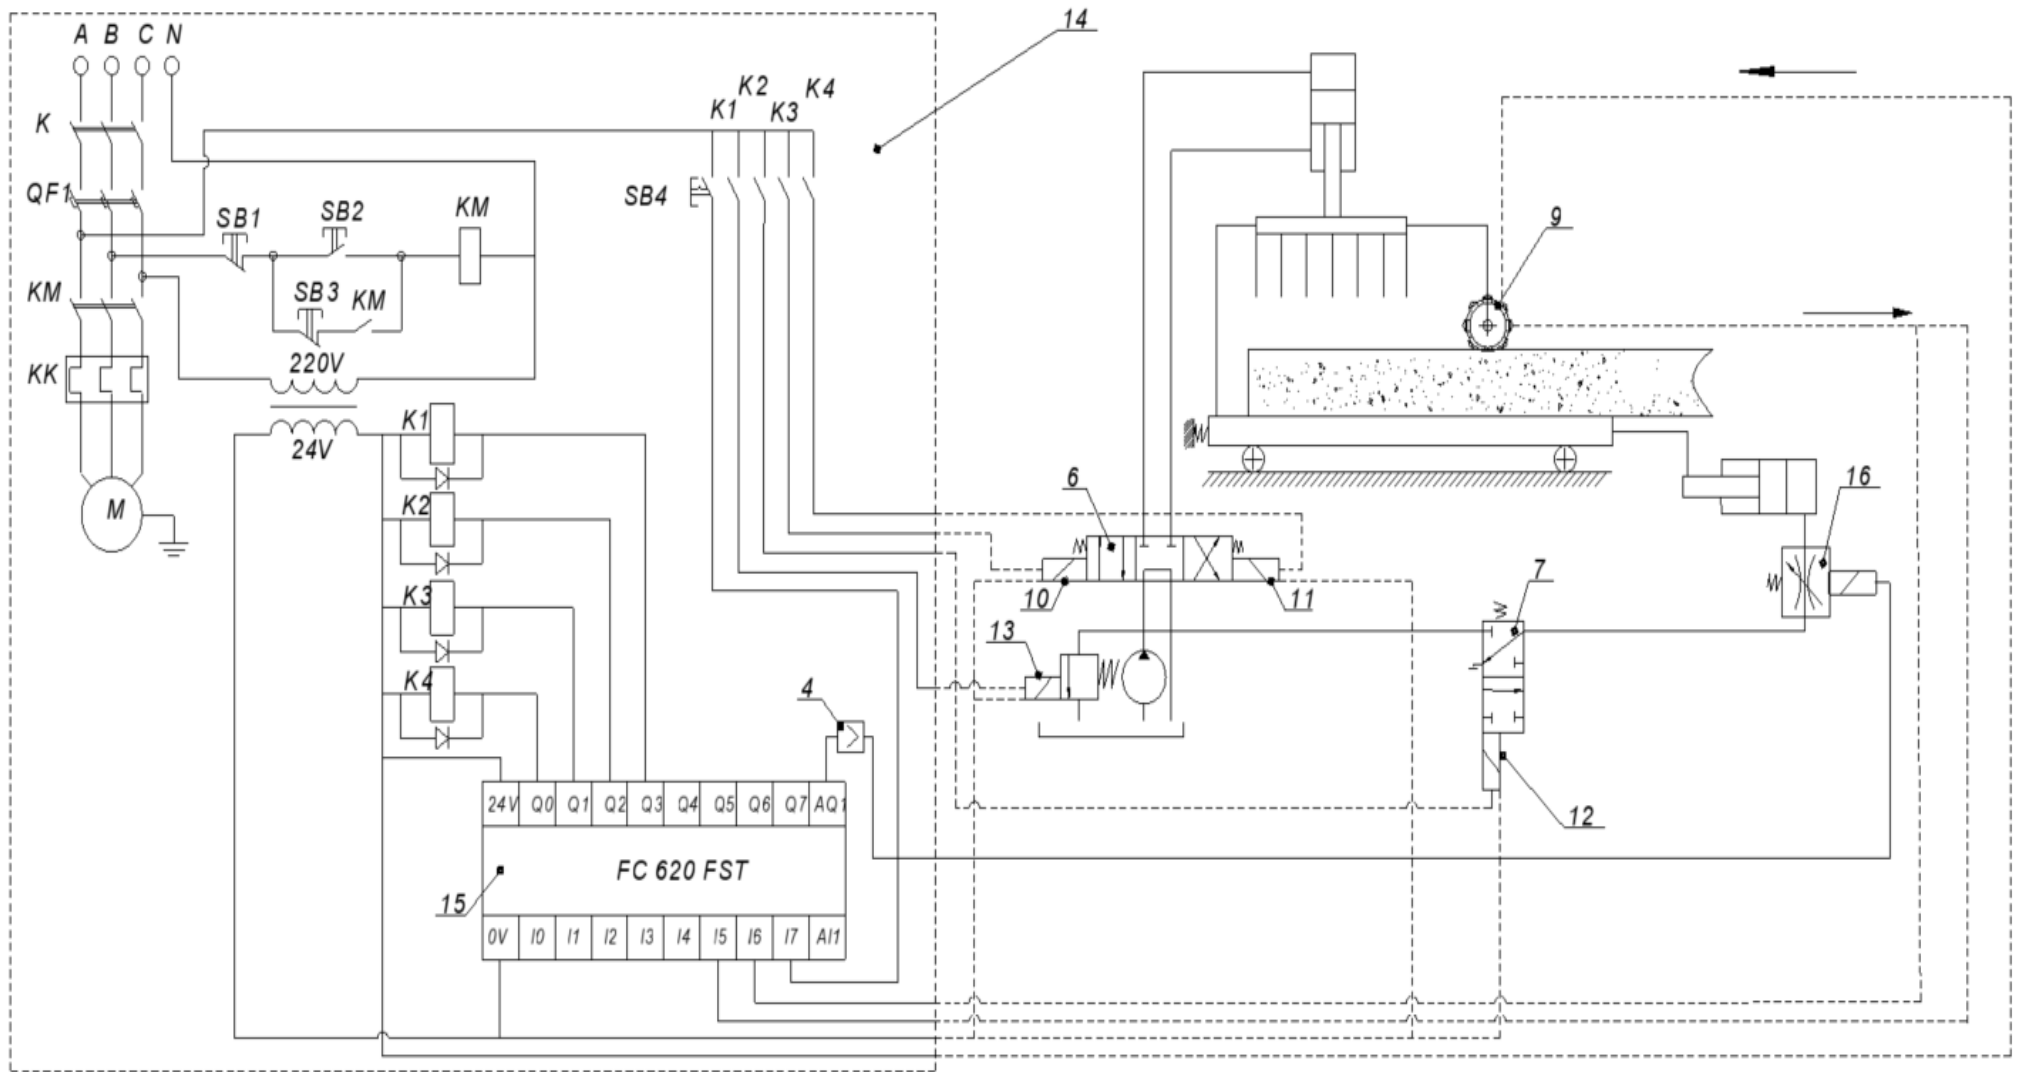 A B C N
14
K2
K1
K4
K3
K
QF1
SB1
SB2
KM
SB4
9
KM
SB3
KM
220V
KK
K1
24V
6
16
M
K2
10
11
7
K3
13
K4
4
24V Q0 Q1 Q2 Q3 Q4 Q5 Q6 Q7 AQ1
12
FC 620 FST
15
0V I0 I1 I2 I3 I4 I5 I6 I7 AI1